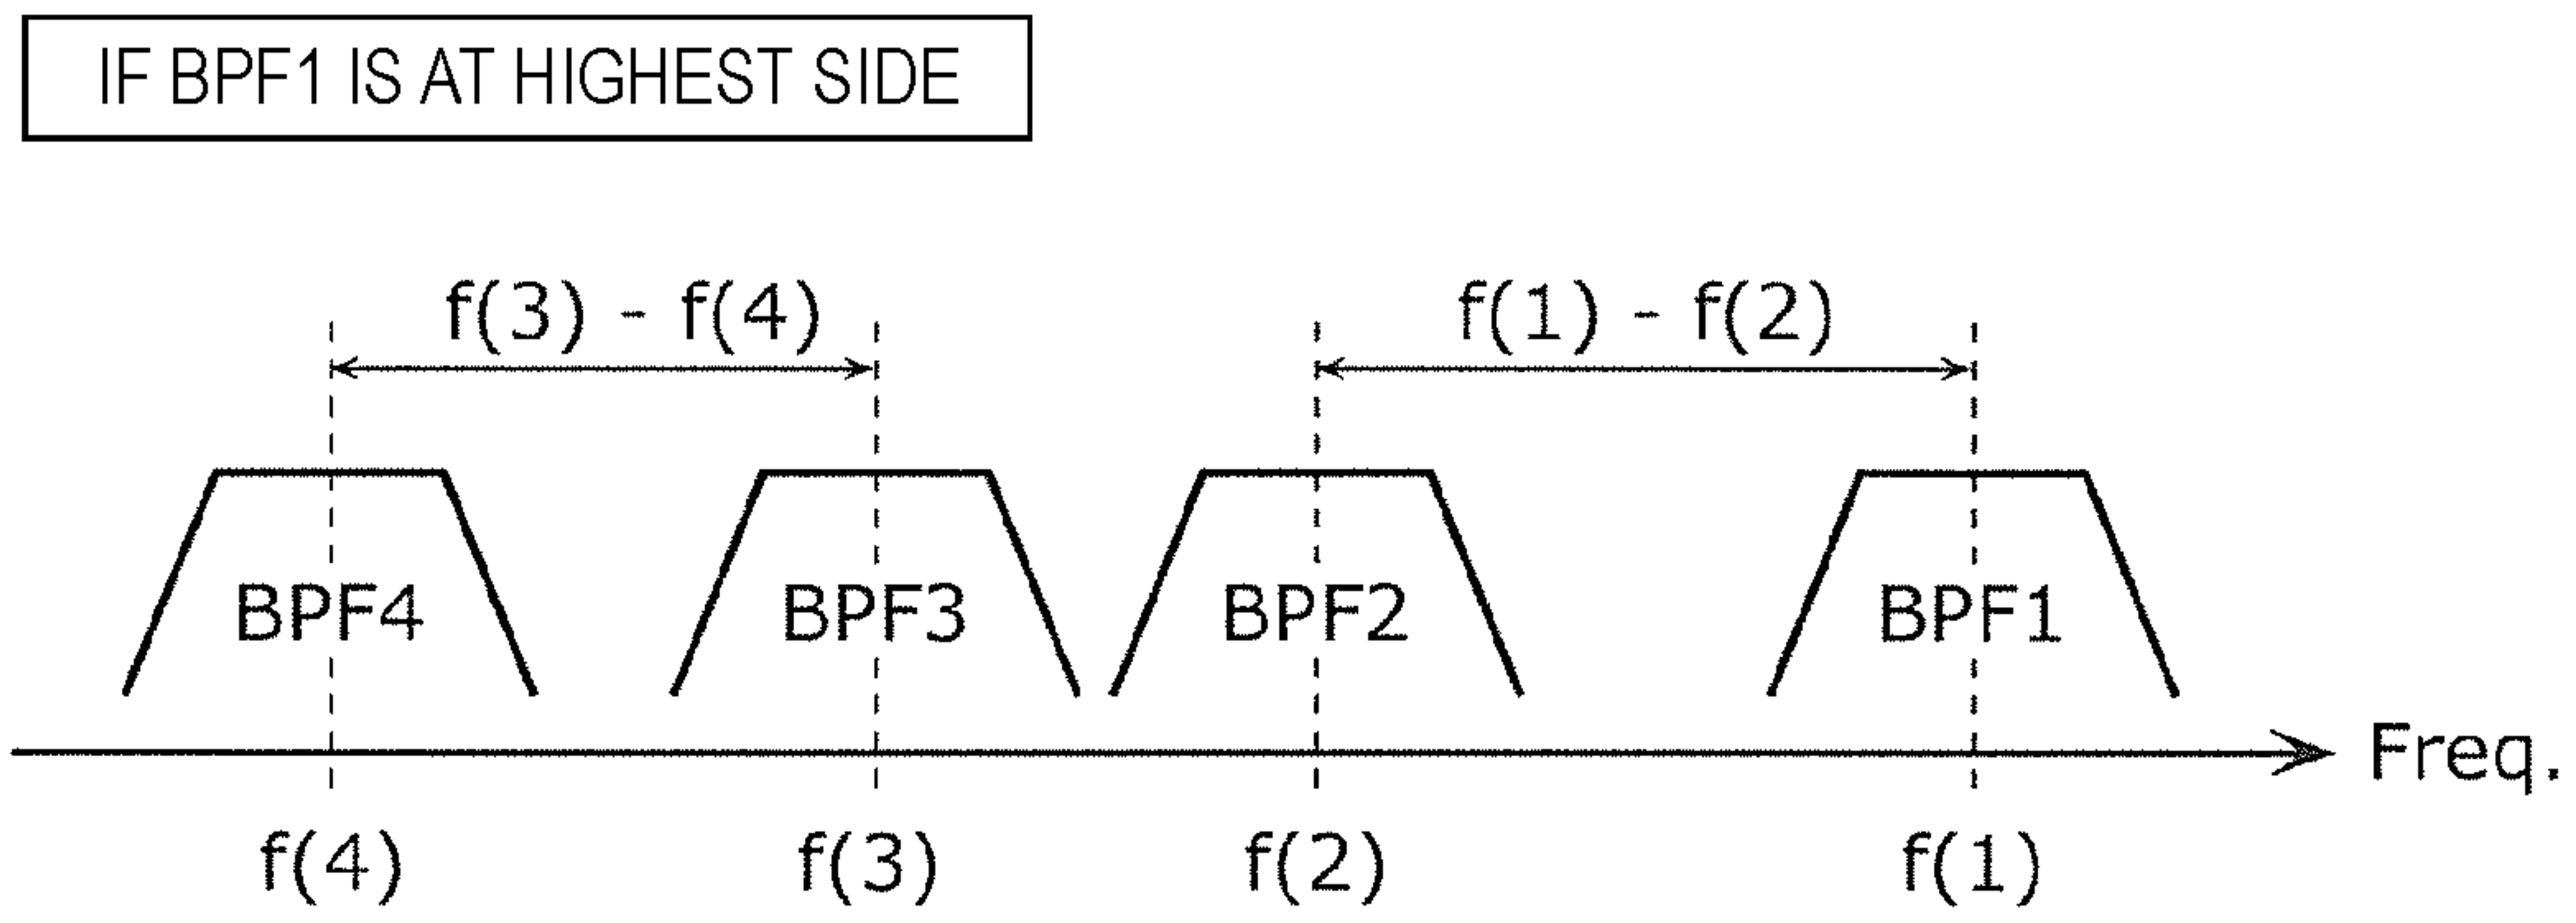 IF BPF1 IS AT HIGHEST SIDE
f(3) - f(4) f(1) - f(2)
BPF4 BPF3 BPF2 BPF1
Freq.
f(4) f(3) f(2) f(1)